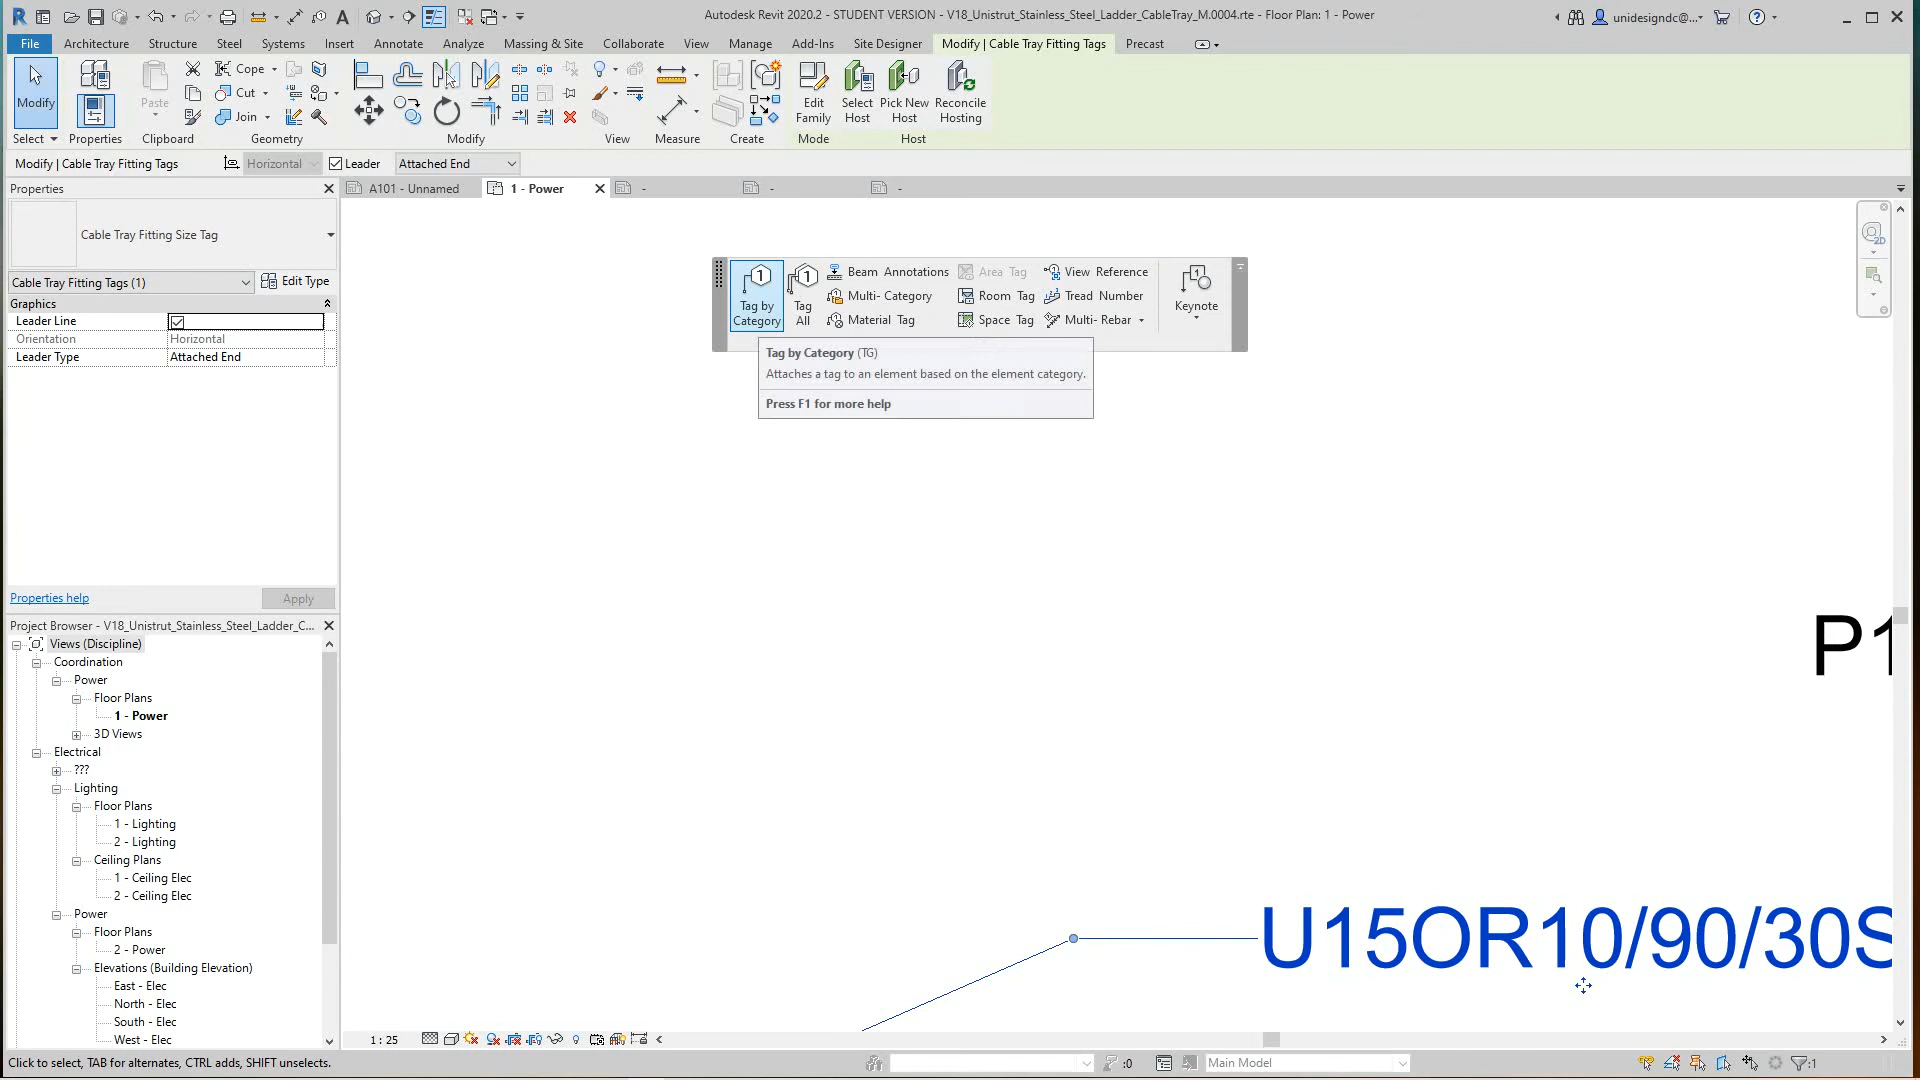 Autodesk Revit 2020.2 - STUDENT VERSION - V18_Unistrut_Stainless_Steel_Ladder_CableTray_M.0004.rte - Floor Plan: 1 - Power
unidesigndc@...
File Architecture Structure Steel Systems Insert Annotate Analyze Massing & Site Collaborate View Manage Add-Ins Site Designer Modify | Cable Tray Fitting Tags Precast
Modify
Paste
Cope
Cut
Join
Edit Family
Select Host
Pick New Host
Reconcile Hosting
Select Properties Clipboard Geometry Modify View Measure Create Mode Host
Modify | Cable Tray Fitting Tags Horizontal Leader Attached End
Properties
A101 - Unnamed
1 - Power
-
-
-
Cable Tray Fitting Size Tag
Cable Tray Fitting Tags (1)
Edit Type
Graphics
Leader Line
Orientation Horizontal
Leader Type Attached End
Properties help
Apply
Tag by Category
Tag All
Beam Annotations
Multi- Category
Material Tag
Area Tag
Room Tag
Space Tag
View Reference
Tread Number
Multi- Rebar
Keynote
Tag by Category (TG)
Attaches a tag to an element based on the element category.
Press F1 for more help
P1
U15OR10/90/30S
Project Browser - V18_Unistrut_Stainless_Steel_Ladder_C...
Views (Discipline)
Coordination
Power
Floor Plans
1 - Power
3D Views
Electrical
???
Lighting
Floor Plans
1 - Lighting
2 - Lighting
Ceiling Plans
1 - Ceiling Elec
2 - Ceiling Elec
Power
Floor Plans
2 - Power
Elevations (Building Elevation)
East - Elec
North - Elec
South - Elec
West - Elec
1 : 25
Click to select, TAB for alternates, CTRL adds, SHIFT unselects.
:0
Main Model
:1